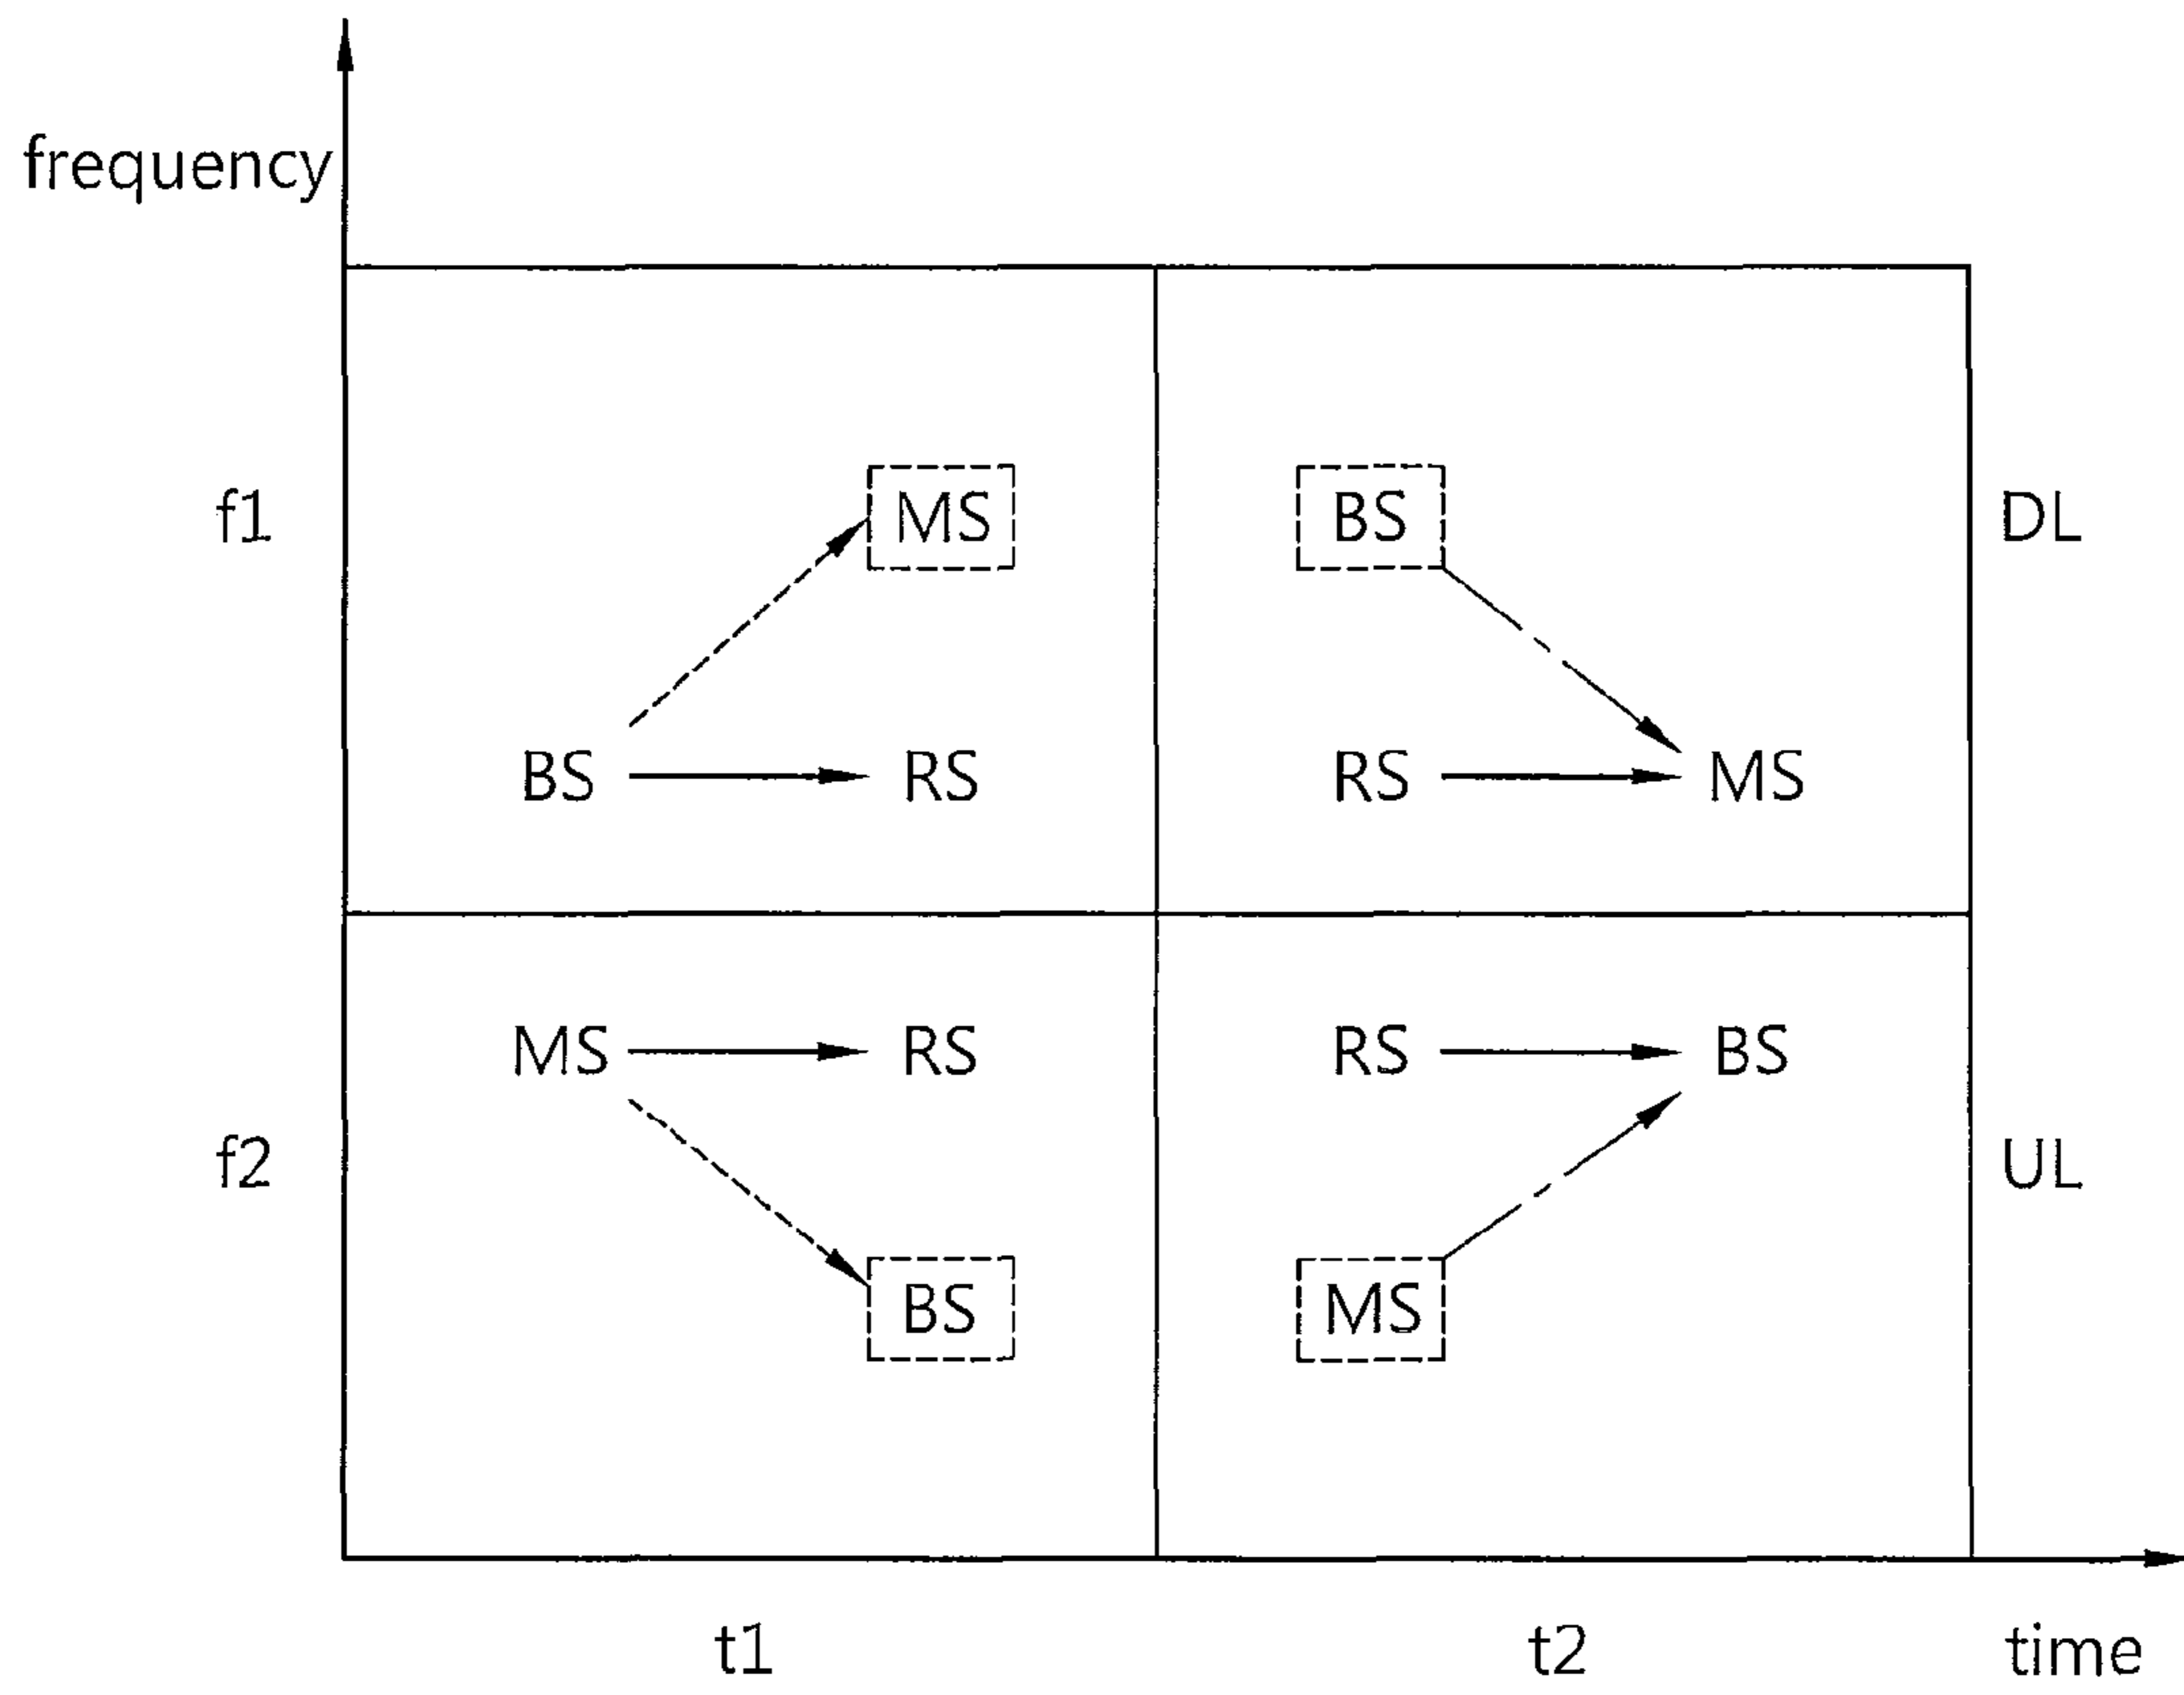 frequency
f1 MS BS DL
BS RS RS MS
MS RS RS BS
f2 UL
BS MS
t1 t2 time